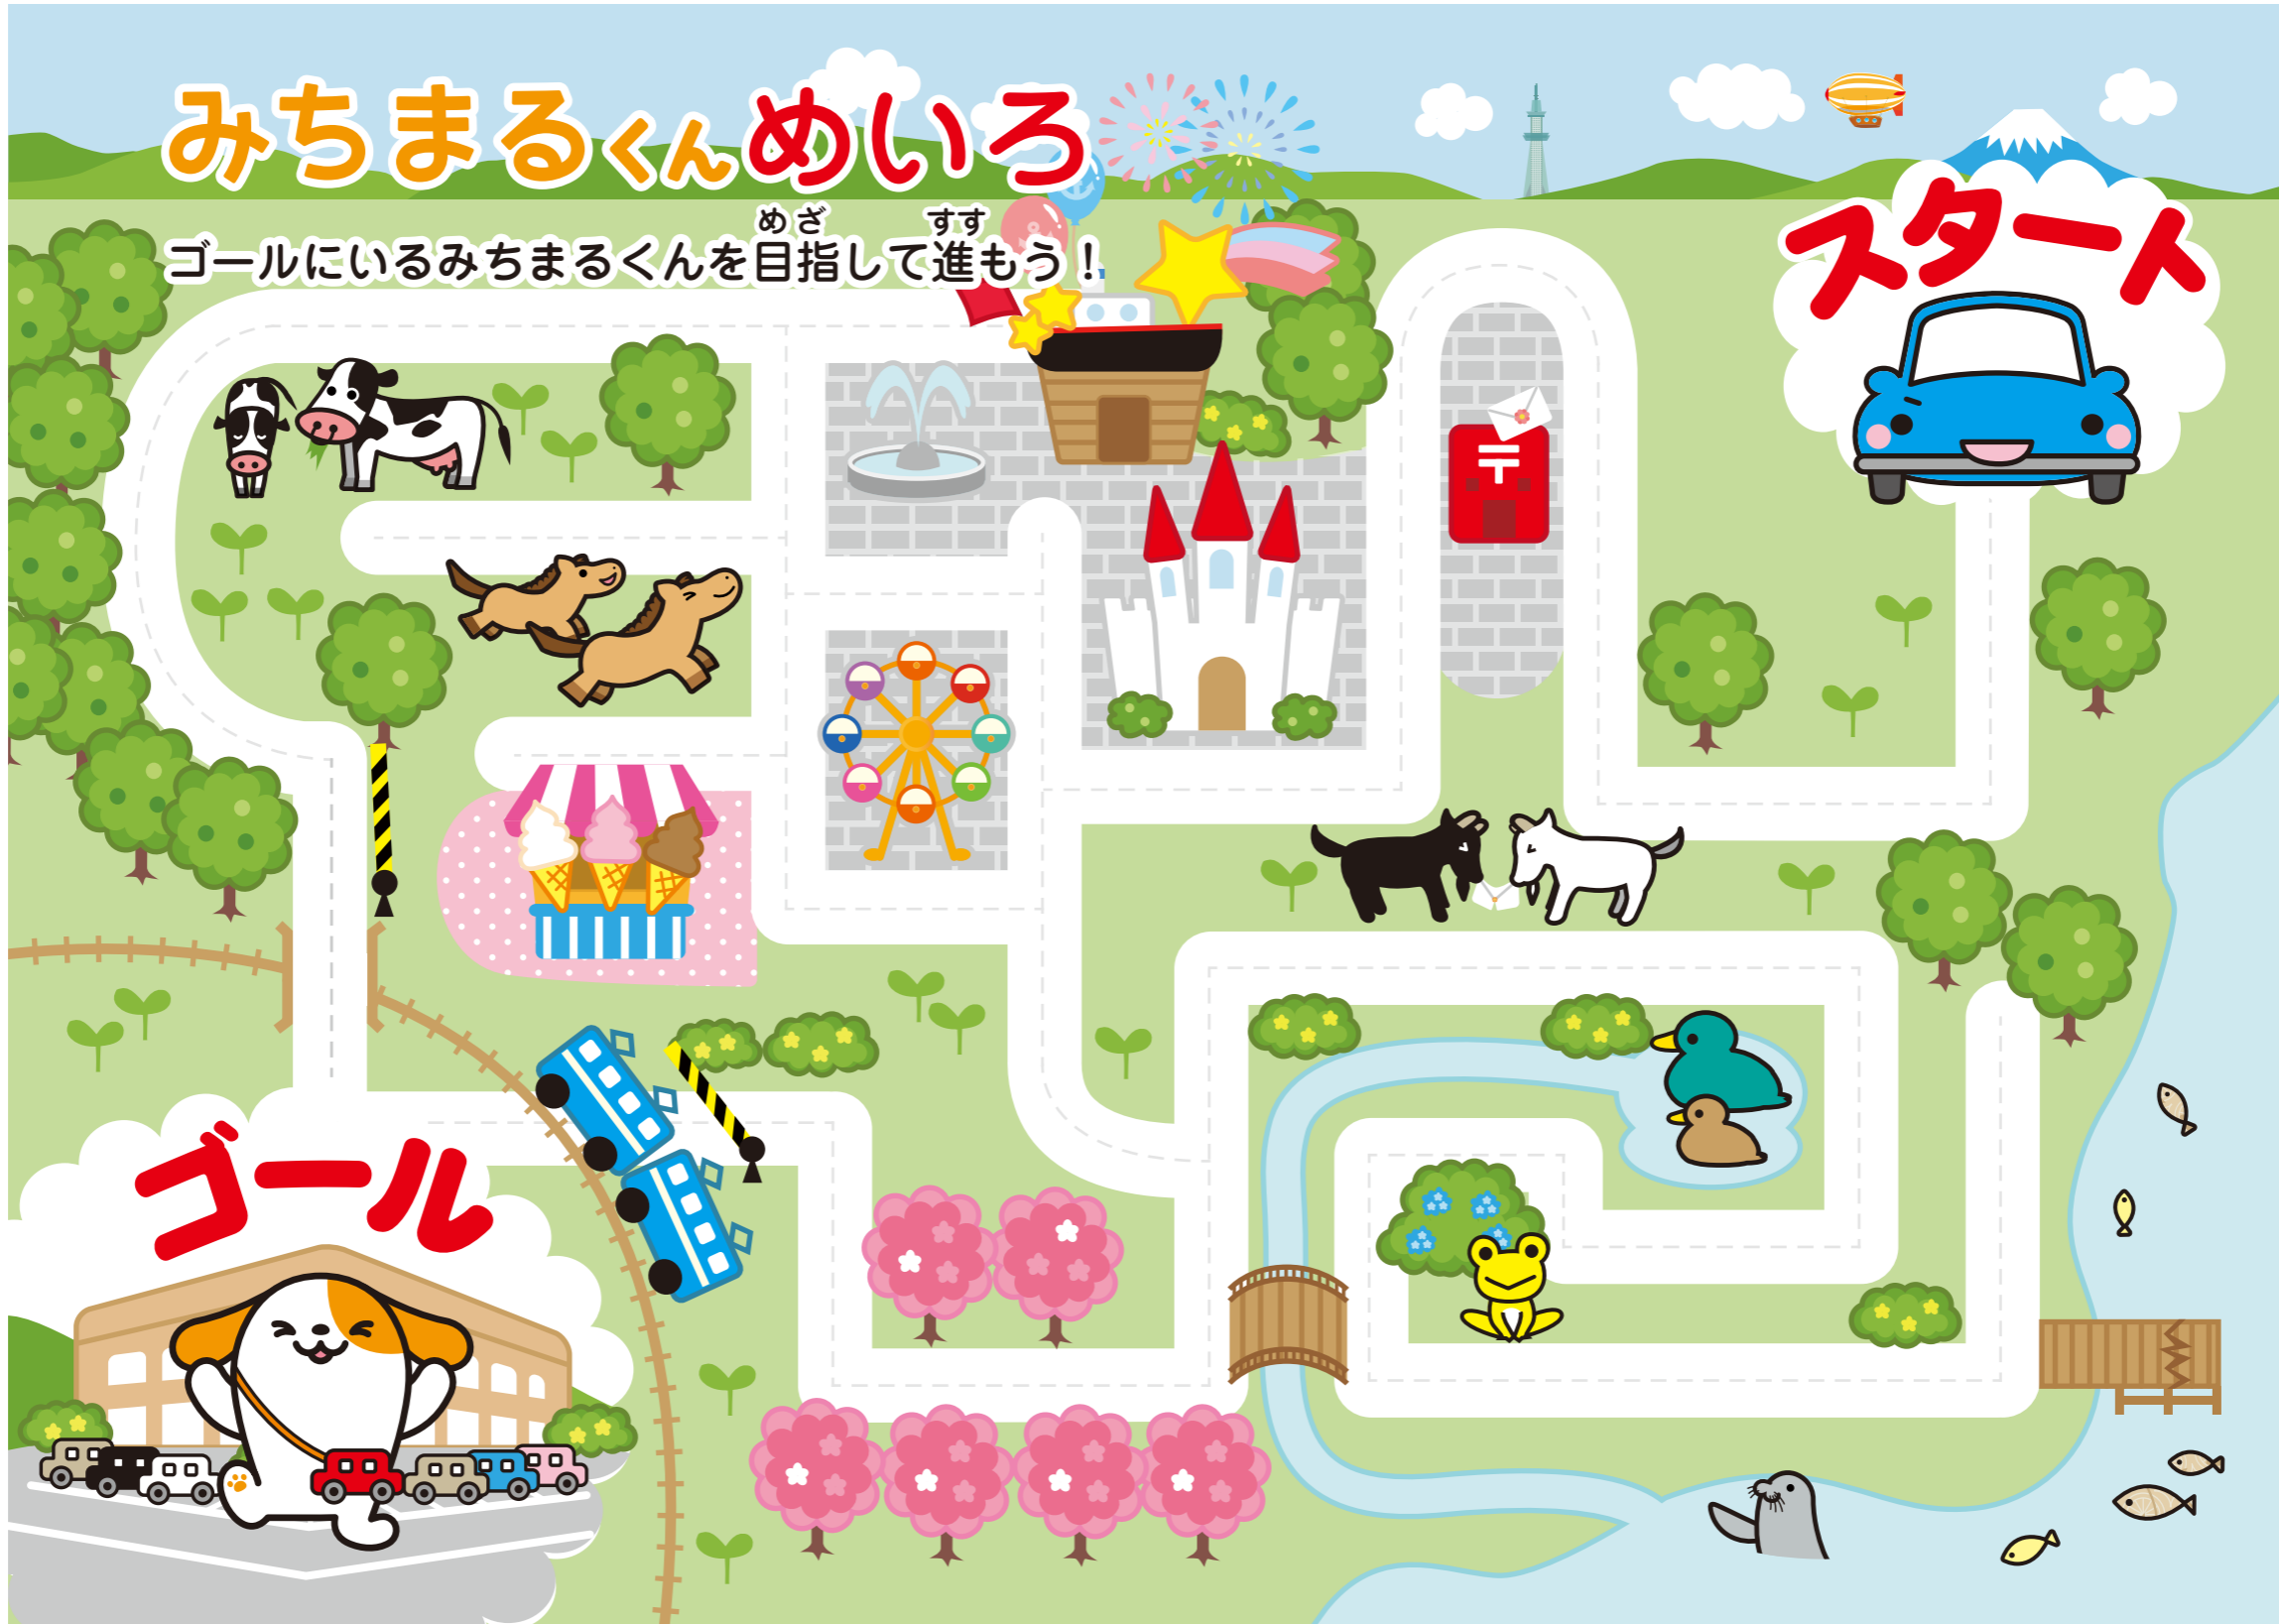 みちまるくんめいろ
ゴールにいるみちまるくんを目指して進もう！
めざ
すす
スタート
〒
ゴール